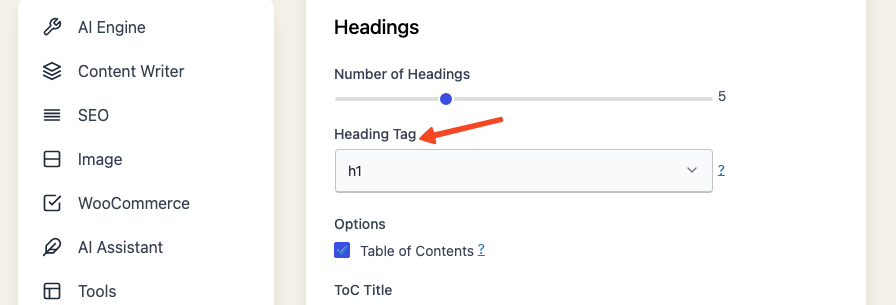 AI Engine
Content Writer
SEO
Image
WooCommerce
AI Assistant
Tools
Headings
Number of Headings
5
Heading Tag
h1
?
Options
Table of Contents ?
ToC Title